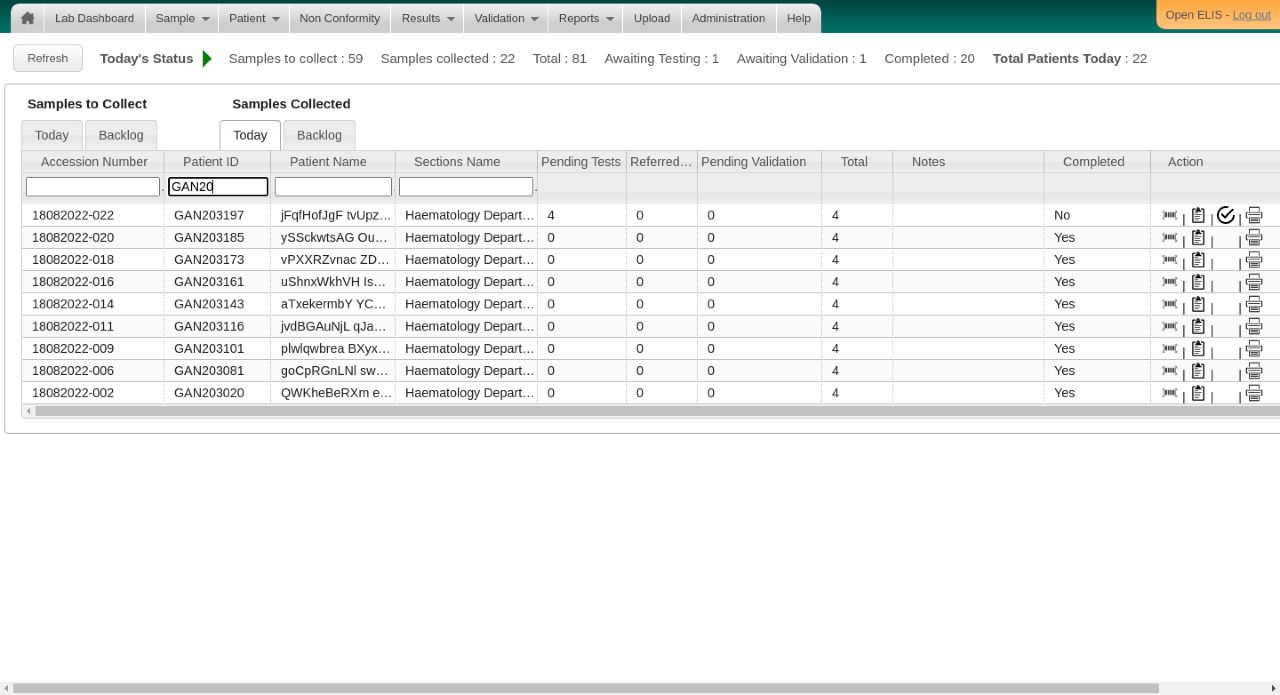 Lab Dashboard Sample Patient Non Conformity Results Validation Reports Upload Administration Help Open ELIS - Log out
Refresh Today's Status Samples to collect : 59 Samples collected : 22 Total : 81 Awaiting Testing : 1 Awaiting Validation : 1 Completed : 20 Total Patients Today : 22
Samples to Collect Samples Collected
Today Backlog Today Backlog
Accession Number Patient ID Patient Name Sections Name Pending Tests Referred... Pending Validation Total Notes Completed Action
GAN20
18082022-022 GAN203197 jFqfHofJgF tvUpz... Haematology Depart... 4 0 0 4 No | | |
18082022-020 GAN203185 ySSckwtsAG Ou... Haematology Depart... 0 0 0 4 Yes | | |
18082022-018 GAN203173 vPXXRZvnac ZD... Haematology Depart... 0 0 0 4 Yes | | |
18082022-016 GAN203161 uShnxWkhVH Is... Haematology Depart... 0 0 0 4 Yes | | |
18082022-014 GAN203143 aTxekermbY YC... Haematology Depart... 0 0 0 4 Yes | | |
18082022-011 GAN203116 jvdBGAuNjL qJa... Haematology Depart... 0 0 0 4 Yes | | |
18082022-009 GAN203101 plwlqwbrea BXyx... Haematology Depart... 0 0 0 4 Yes | | |
18082022-006 GAN203081 goCpRGnLNl sw... Haematology Depart... 0 0 0 4 Yes | | |
18082022-002 GAN203020 QWKheBeRXm e... Haematology Depart... 0 0 0 4 Yes | | |